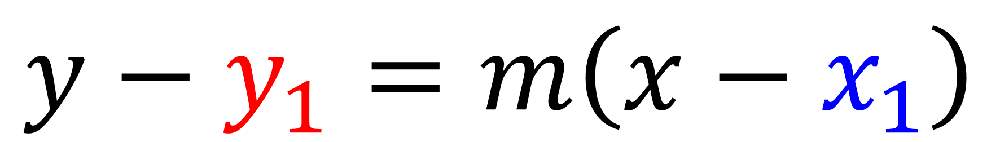 y − y₁ = m(x − x₁)